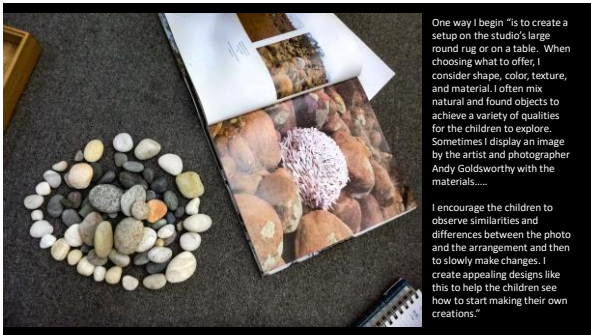 One way I begin “is to create a
setup on the studio’s large
round rug or on a table.  When
choosing what to offer, I
consider shape, color, texture,
and material. I often mix
natural and found objects to
achieve a variety of qualities
for the children to explore.
Sometimes I display an image
by the artist and photographer
Andy Goldsworthy with the
materials…..
I encourage the children to
observe similarities and
differences between the photo
and the arrangement and then
to slowly make changes. I
create appealing designs like
this to help the children see
how to start making their own
creations.”